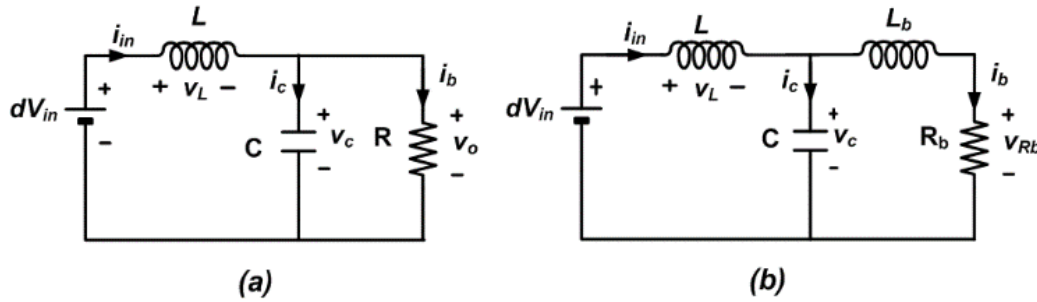 L
i_in
+ v_L −
i_c
i_b
dV_in
+
−
C
+
v_c
−
R
+
v_o
−
(a)
L
L_b
i_in
+ v_L −
i_c
i_b
dV_in
+
−
C
+
v_c
-
R_b
+
v_Rb
−
(b)